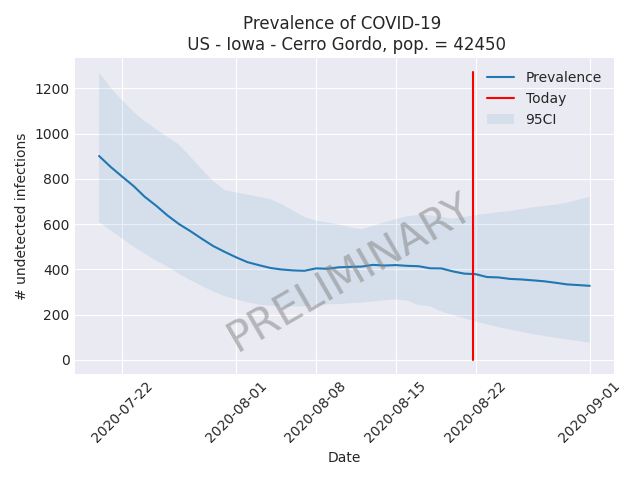 Prevalence of COVID-19
US - Iowa - Cerro Gordo, pop. = 42450
Prevalence
Today
95CI
1200
1000
800
600
400
200
0
# undetected infections
PRELIMINARY
2020-07-22
2020-08-01
2020-08-08
2020-08-15
2020-08-22
2020-09-01
Date